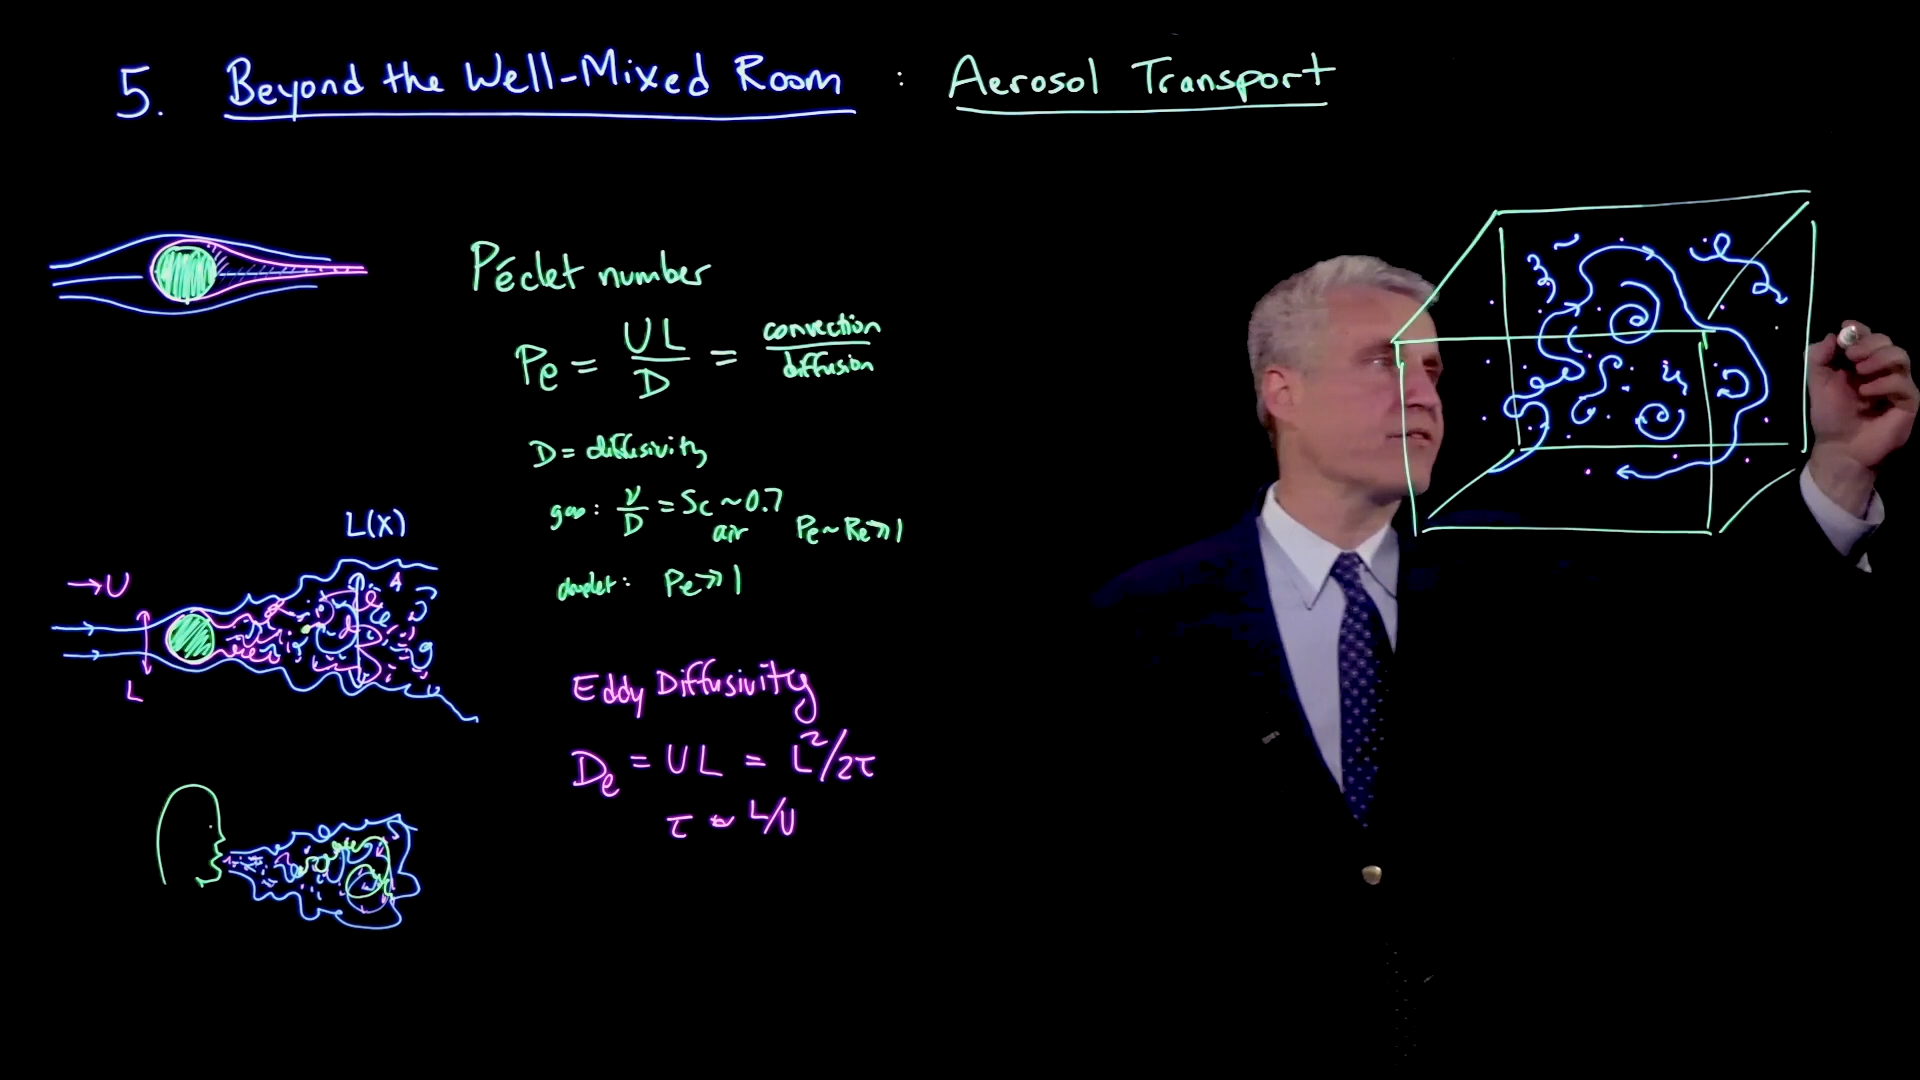 5. Beyond the Well-Mixed Room : Aerosol Transport
Péclet number
Pe = UL/D = convection/diffusion
D = diffusivity
gas: ν/D = Sc ~ 0.7
air
Pe ~ Re ≫ 1
droplet: Pe ≫ 1
L(x)
→U
L
Eddy Diffusivity
De = UL = L²/2τ
τ ~ L/U